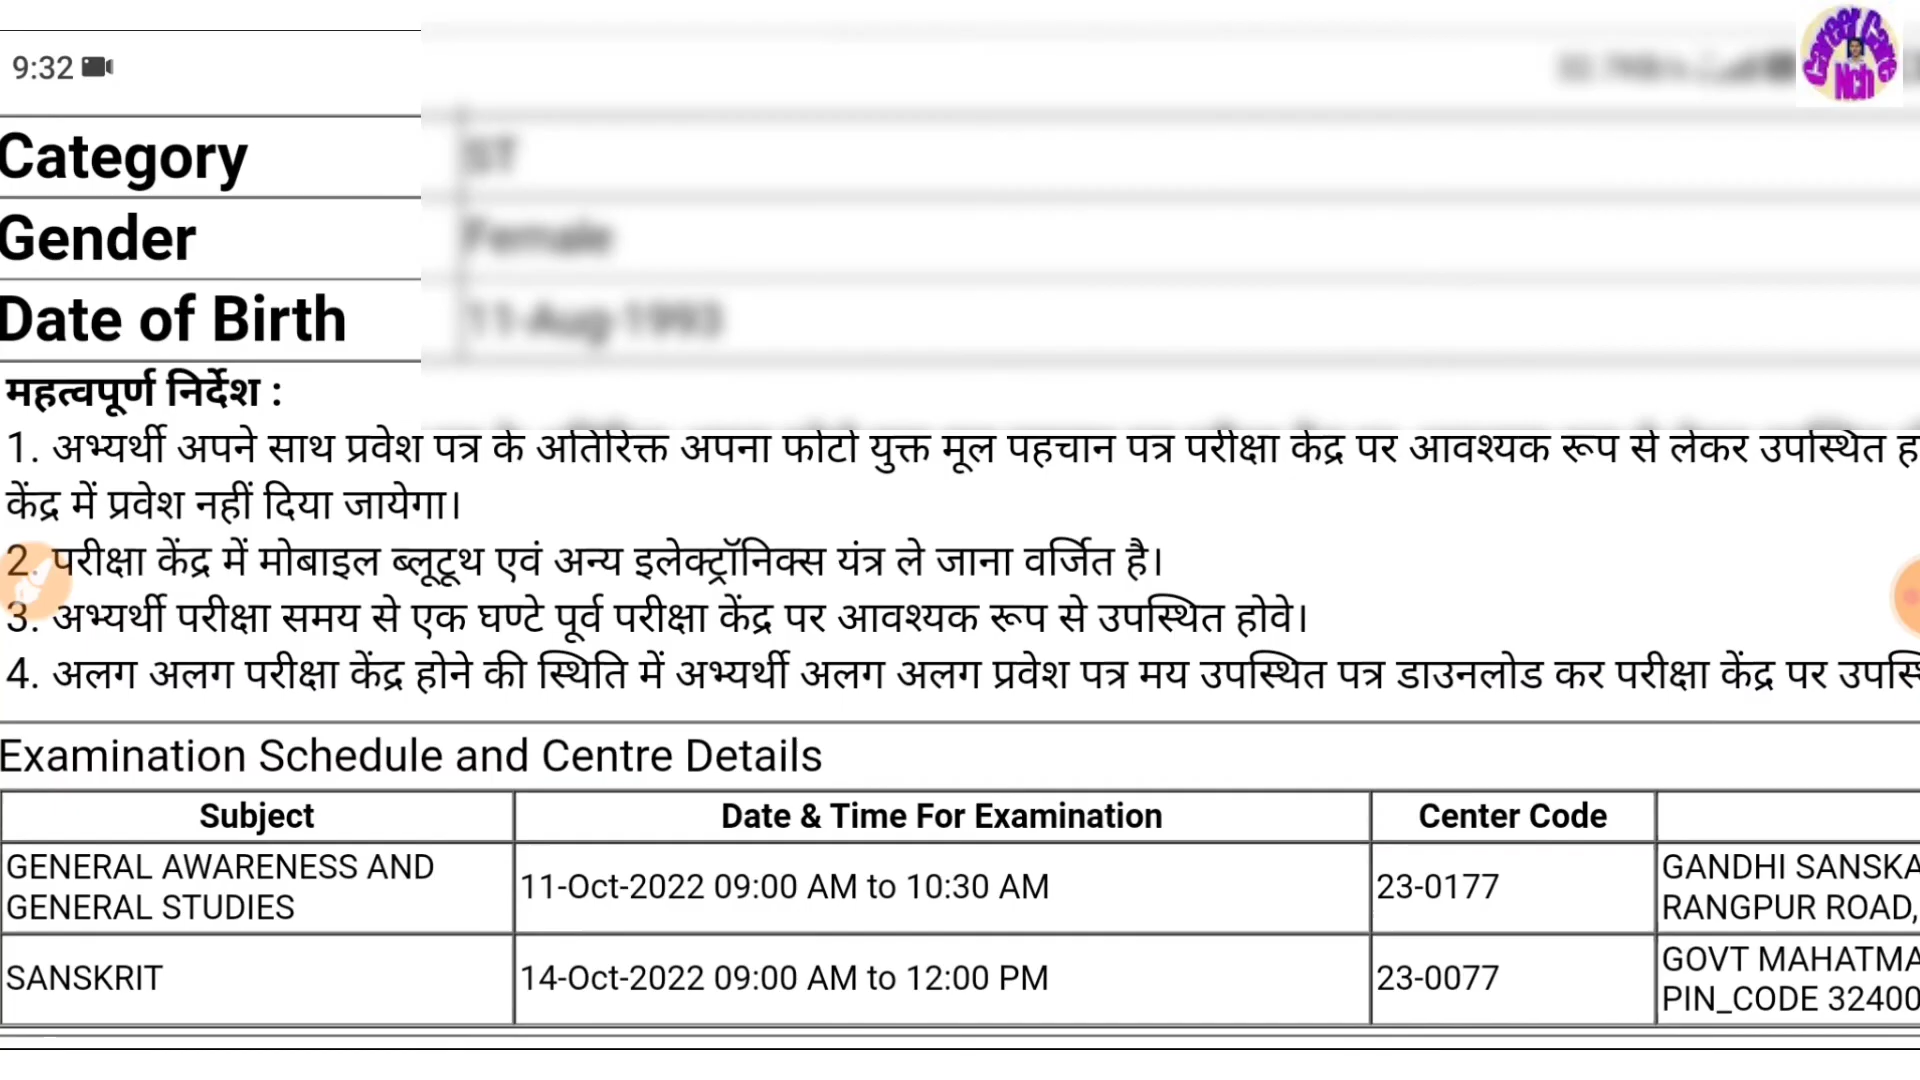 9:32
Career Care
Nch
Category
Gender
Date of Birth
महत्वपूर्ण निर्देश :
1. अभ्यर्थी अपने साथ प्रवेश पत्र के अतिरिक्त अपना फोटो युक्त मूल पहचान पत्र परीक्षा केंद्र पर आवश्यक रूप से लेकर उपस्थित ह
केंद्र में प्रवेश नहीं दिया जायेगा।
2. परीक्षा केंद्र में मोबाइल ब्लूटूथ एवं अन्य इलेक्ट्रॉनिक्स यंत्र ले जाना वर्जित है।
3. अभ्यर्थी परीक्षा समय से एक घण्टे पूर्व परीक्षा केंद्र पर आवश्यक रूप से उपस्थित होवे।
4. अलग अलग परीक्षा केंद्र होने की स्थिति में अभ्यर्थी अलग अलग प्रवेश पत्र मय उपस्थित पत्र डाउनलोड कर परीक्षा केंद्र पर
Examination Schedule and Centre Details
Subject Date & Time For Examination Center Code
GENERAL AWARENESS AND GENERAL STUDIES 11-Oct-2022 09:00 AM to 10:30 AM 23-0177 GANDHI SANSKA
RANGPUR ROAD,
SANSKRIT 14-Oct-2022 09:00 AM to 12:00 PM 23-0077 GOVT MAHATMA
PIN_CODE 32400